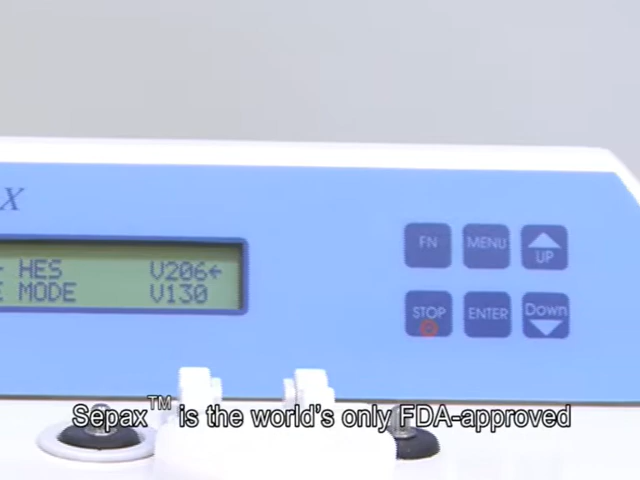 X
FN MENU UP
HES V206←
E MODE V130
STOP ENTER Down
Sepax™ is the world's only FDA-approved